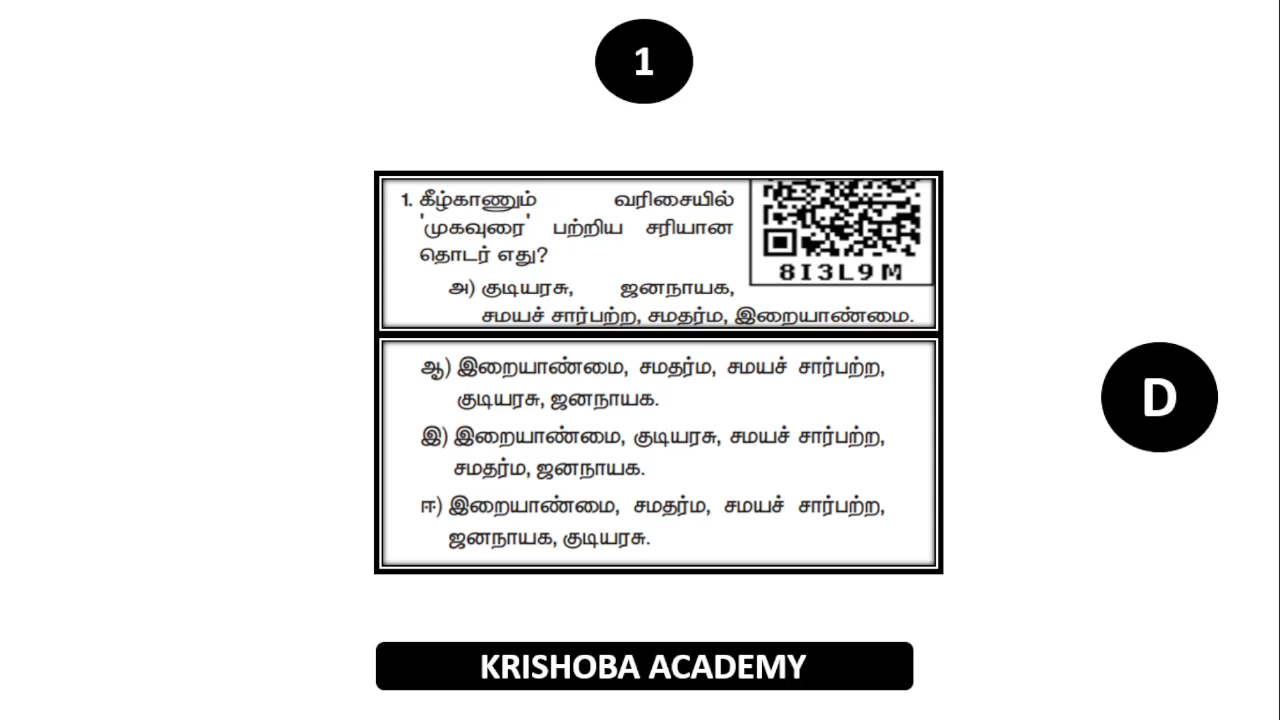 1
1. கீழ்காணும் வரிசையில்
'முகவுரை' பற்றிய சரியான
தொடர் எது?
அ) குடியரசு, ஜனநாயக,
சமயச் சார்பற்ற, சமதர்ம, இறையாண்மை.
8I3L9M
ஆ) இறையாண்மை, சமதர்ம, சமயச் சார்பற்ற,
குடியரசு, ஜனநாயக.
இ) இறையாண்மை, குடியரசு, சமயச் சார்பற்ற,
சமதர்ம, ஜனநாயக.
ஈ) இறையாண்மை, சமதர்ம, சமயச் சார்பற்ற,
ஜனநாயக, குடியரசு.
D
KRISHOBA ACADEMY